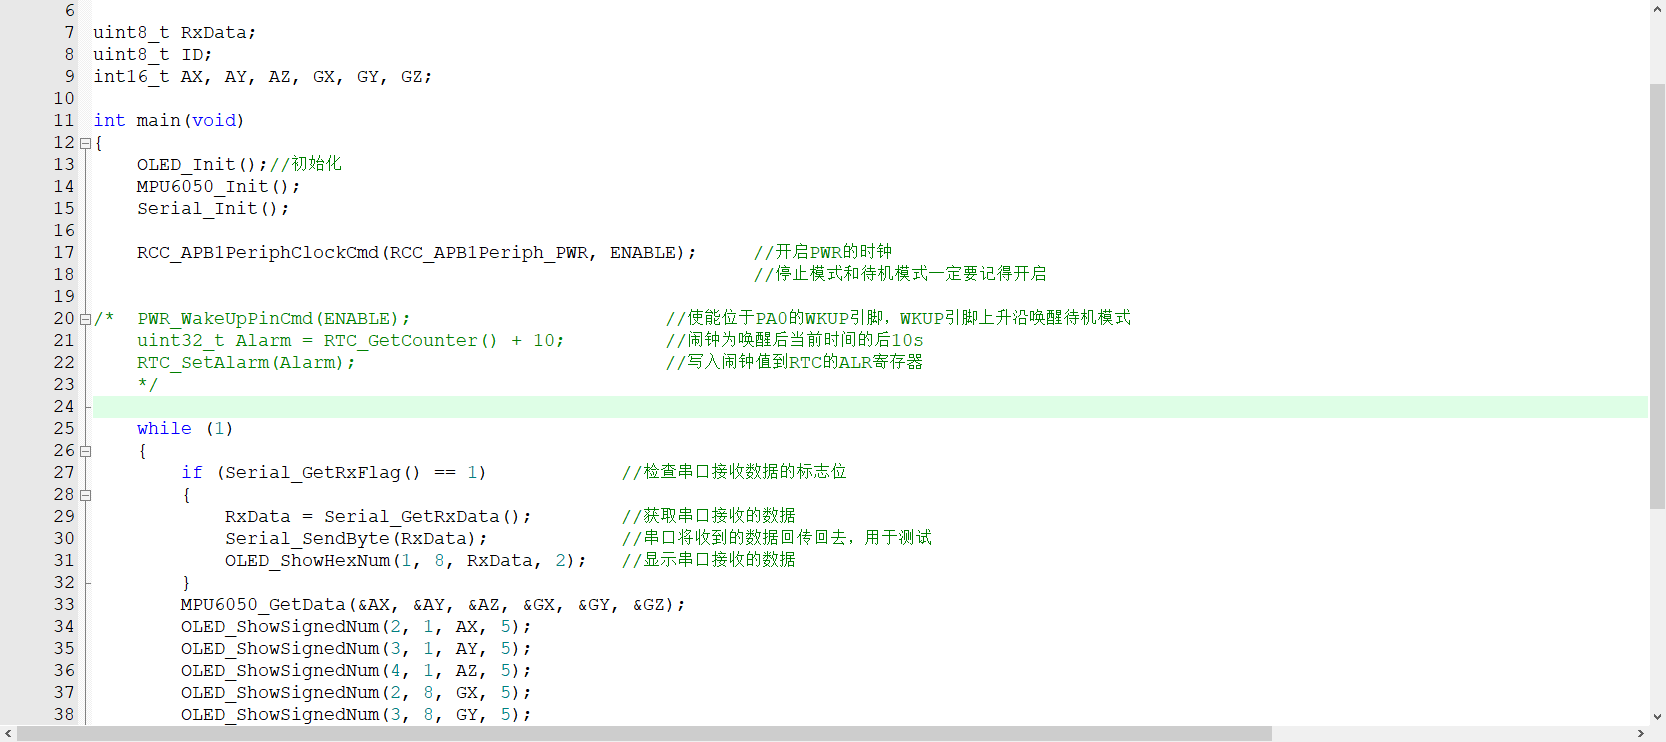 6
7 uint8_t RxData;
8 uint8_t ID;
9 int16_t AX, AY, AZ, GX, GY, GZ;
10
11 int main(void)
12 {
13     OLED_Init();//初始化
14     MPU6050_Init();
15     Serial_Init();
16
17     RCC_APB1PeriphClockCmd(RCC_APB1Periph_PWR, ENABLE);     //开启PWR的时钟
18                                                             //停止模式和待机模式一定要记得开启
19
20 /*  PWR_WakeUpPinCmd(ENABLE);                       //使能位于PA0的WKUP引脚，WKUP引脚上升沿唤醒待机模式
21     uint32_t Alarm = RTC_GetCounter() + 10;         //闹钟为唤醒后当前时间的后10s
22     RTC_SetAlarm(Alarm);                            //写入闹钟值到RTC的ALR寄存器
23     */
24
25     while (1)
26     {
27         if (Serial_GetRxFlag() == 1)            //检查串口接收数据的标志位
28         {
29             RxData = Serial_GetRxData();        //获取串口接收的数据
30             Serial_SendByte(RxData);            //串口将收到的数据回传回去，用于测试
31             OLED_ShowHexNum(1, 8, RxData, 2);   //显示串口接收的数据
32         }
33         MPU6050_GetData(&AX, &AY, &AZ, &GX, &GY, &GZ);
34         OLED_ShowSignedNum(2, 1, AX, 5);
35         OLED_ShowSignedNum(3, 1, AY, 5);
36         OLED_ShowSignedNum(4, 1, AZ, 5);
37         OLED_ShowSignedNum(2, 8, GX, 5);
38         OLED_ShowSignedNum(3, 8, GY, 5);